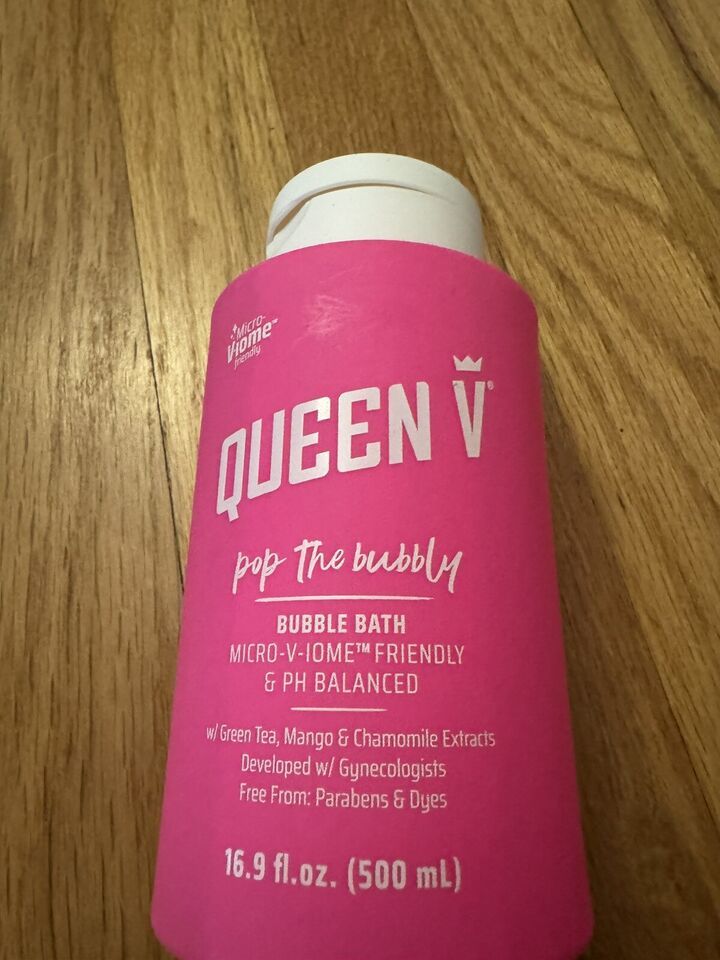 Micro-
V-iome™
friendly
QUEEN V®
pop the bubbly
BUBBLE BATH
MICRO-V-IOME™ FRIENDLY
& PH BALANCED
w/ Green Tea, Mango & Chamomile Extracts
Developed w/ Gynecologists
Free From: Parabens & Dyes
16.9 fl.oz. (500 mL)